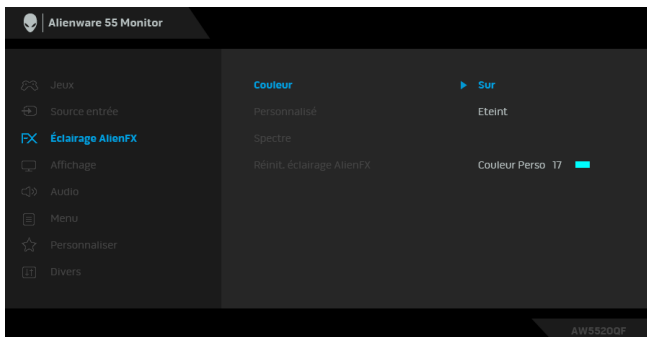 Alienware 55 Monitor
Jeux
Couleur
Sur
Source entrée
Personnalisé
Eteint
FX Éclairage AlienFX
Spectre
Affichage
Réinit. éclairage AlienFX
Couleur Perso 17
Audio
Menu
Personnaliser
Divers
AW5520QF